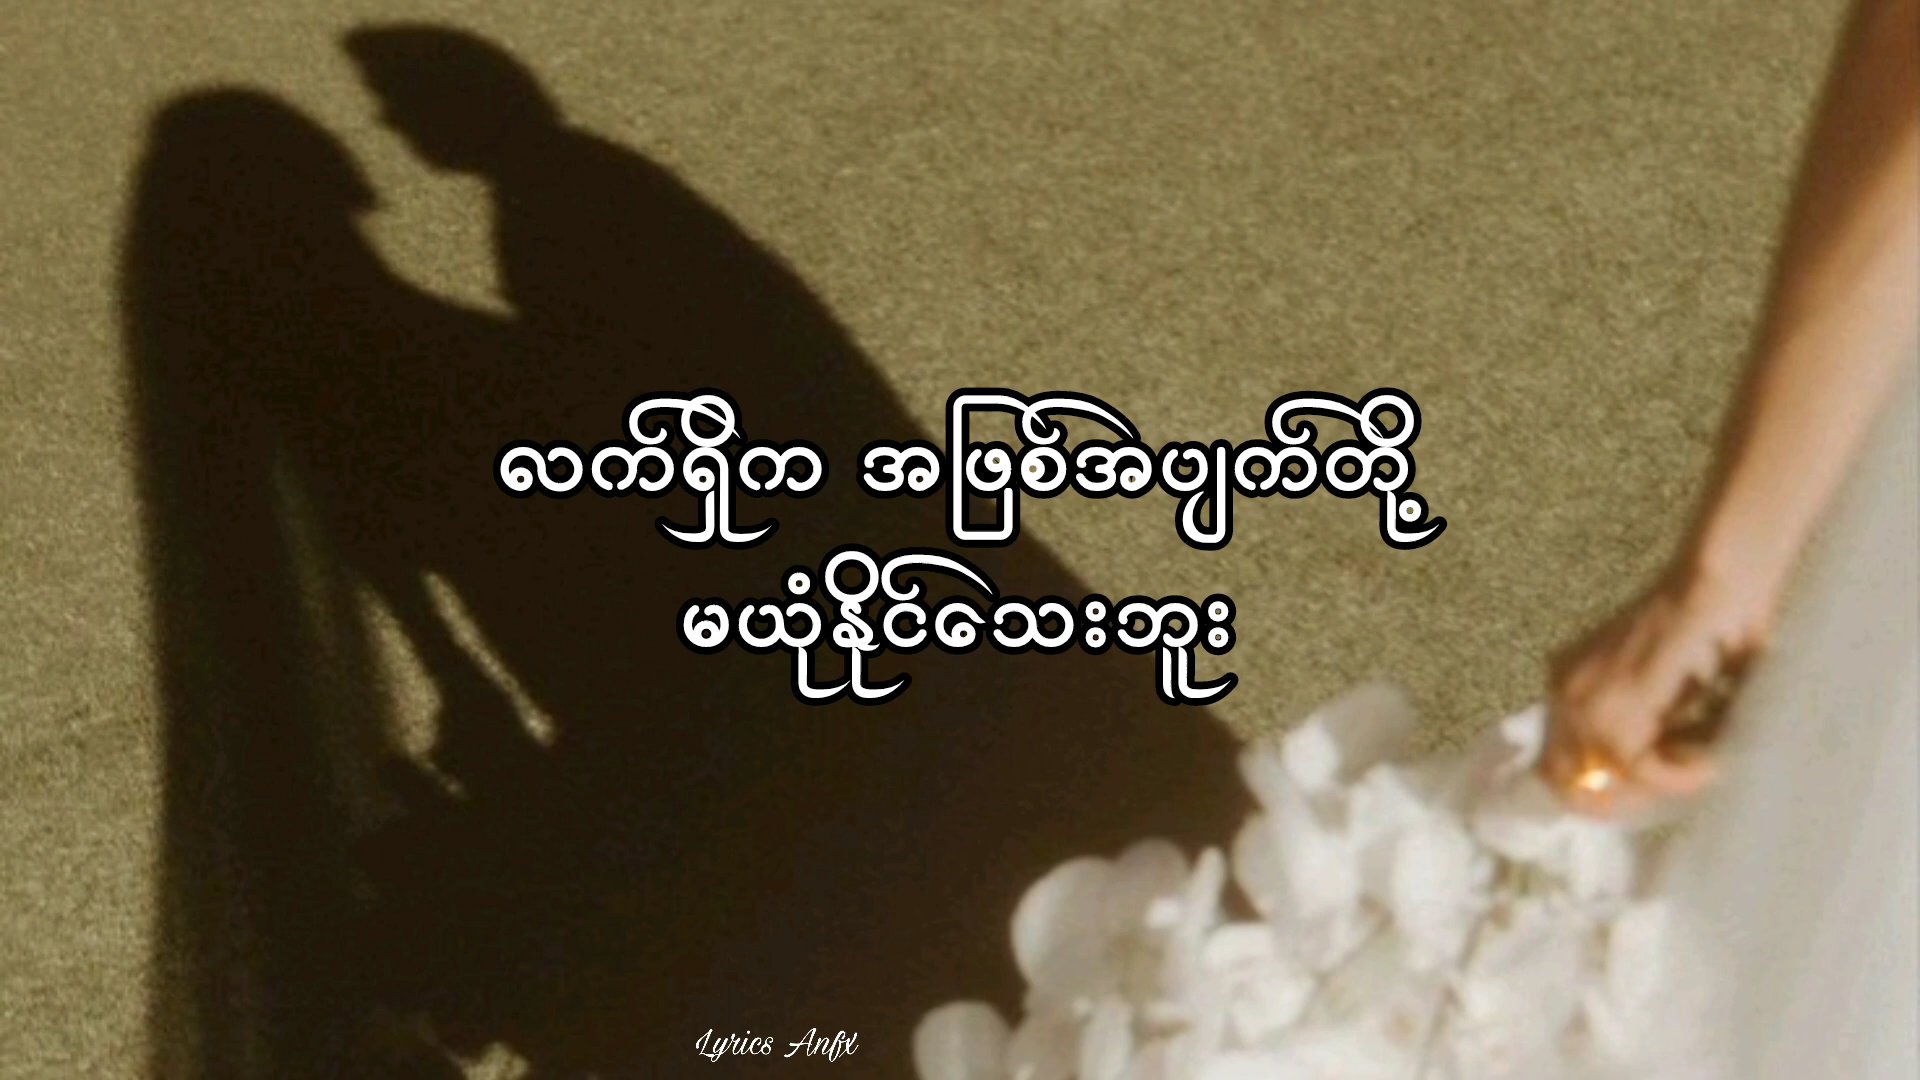 လက်ရှိက အဖြစ်အပျက်တို့
မယုံနိုင်သေးဘူး
Lyrics Anfx